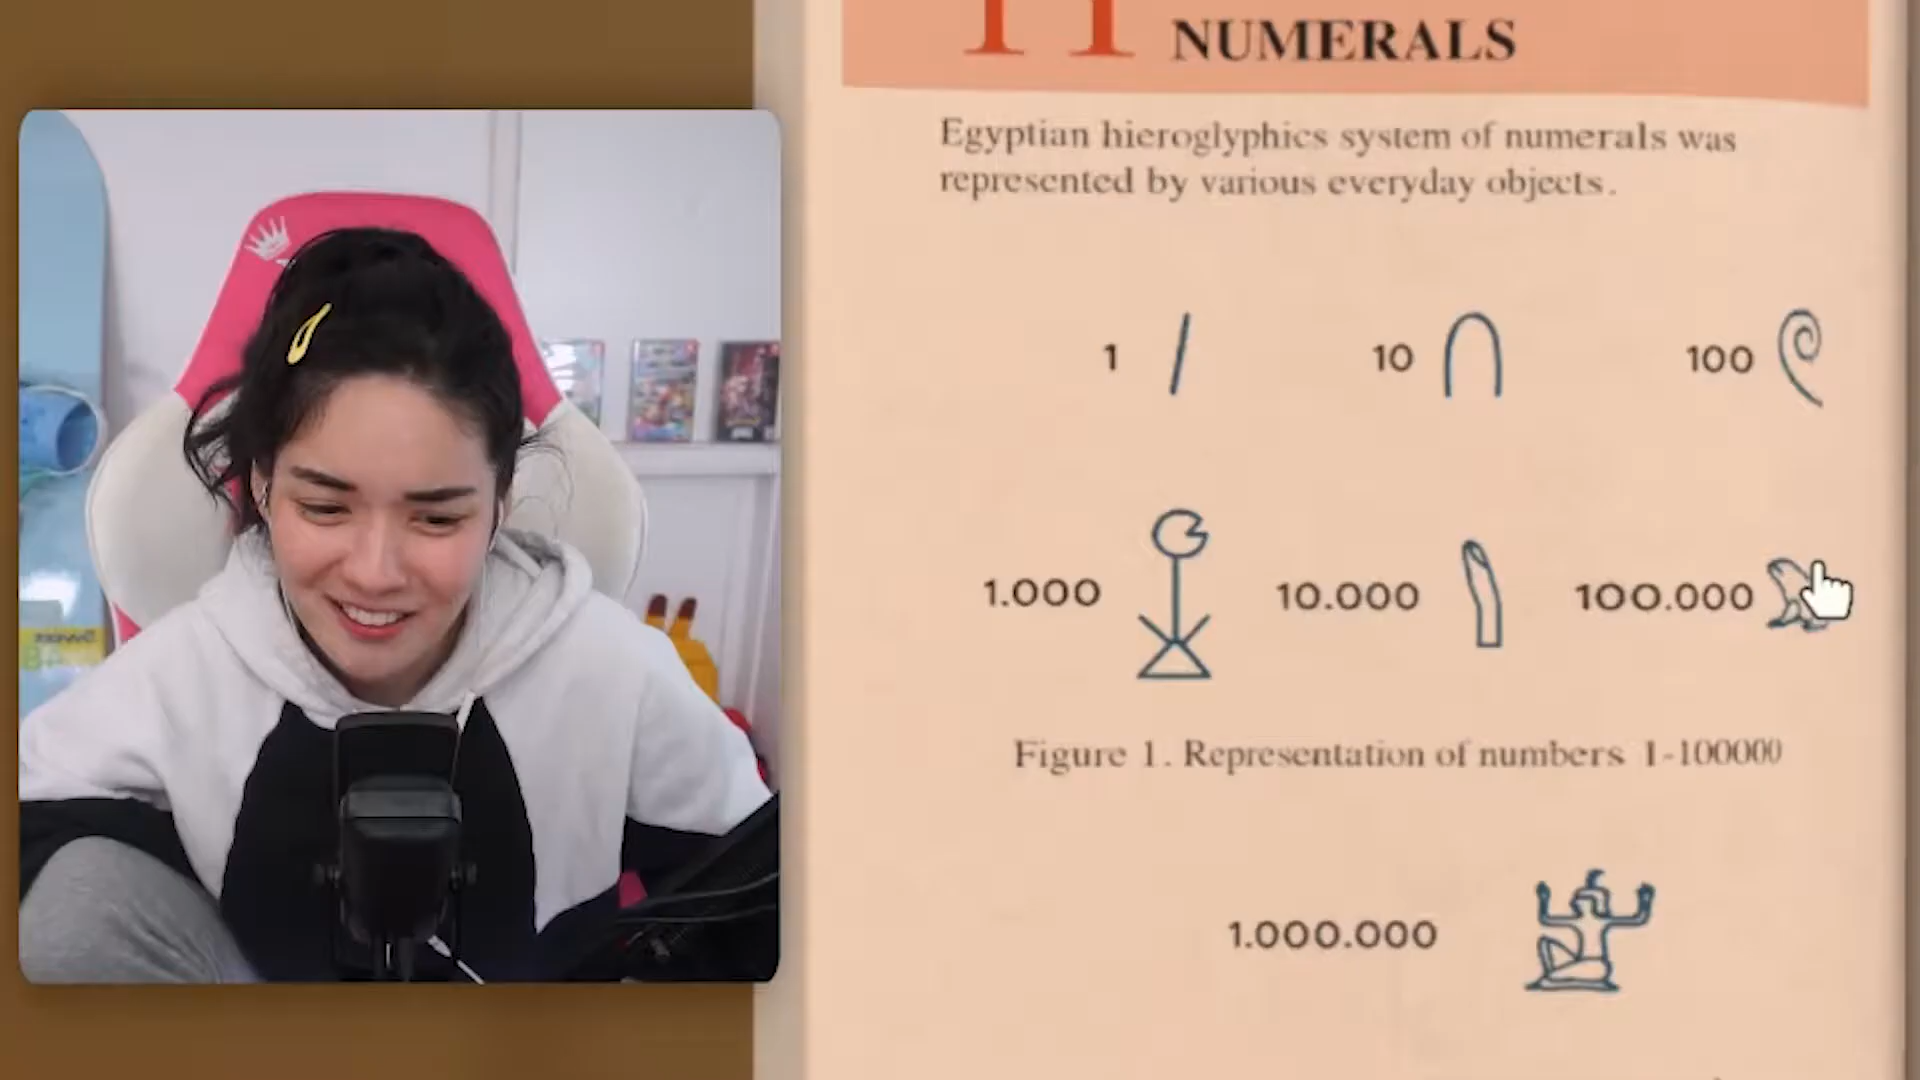 11 NUMERALS
Egyptian hieroglyphics system of numerals was
represented by various everyday objects.
1 10 100
1.000 10.000 100.000
Figure 1. Representation of numbers 1-100000
1.000.000